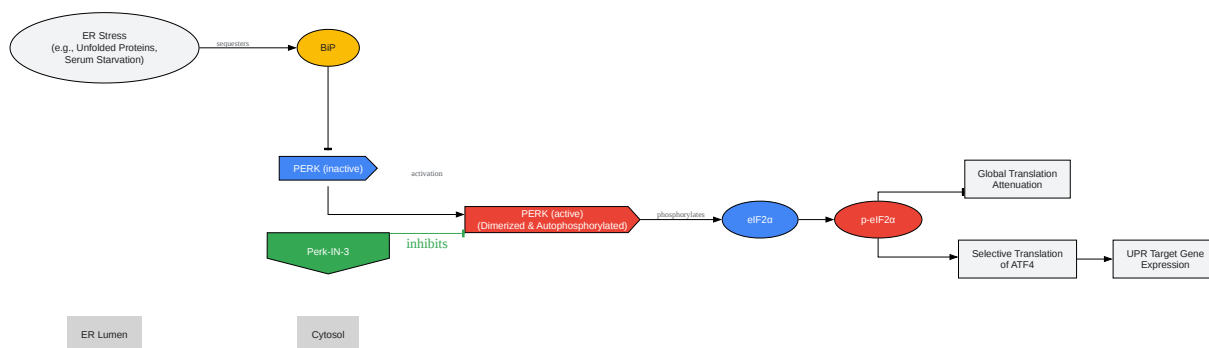 ER Stress
(e.g., Unfolded Proteins,
Serum Starvation)
sequesters
BiP
PERK (inactive)
activation
PERK (active)
(Dimerized & Autophosphorylated)
phosphorylates
eIF2α
p-eIF2α
Global Translation
Attenuation
Perk-IN-3
inhibits
Selective Translation
of ATF4
UPR Target Gene
Expression
ER Lumen
Cytosol